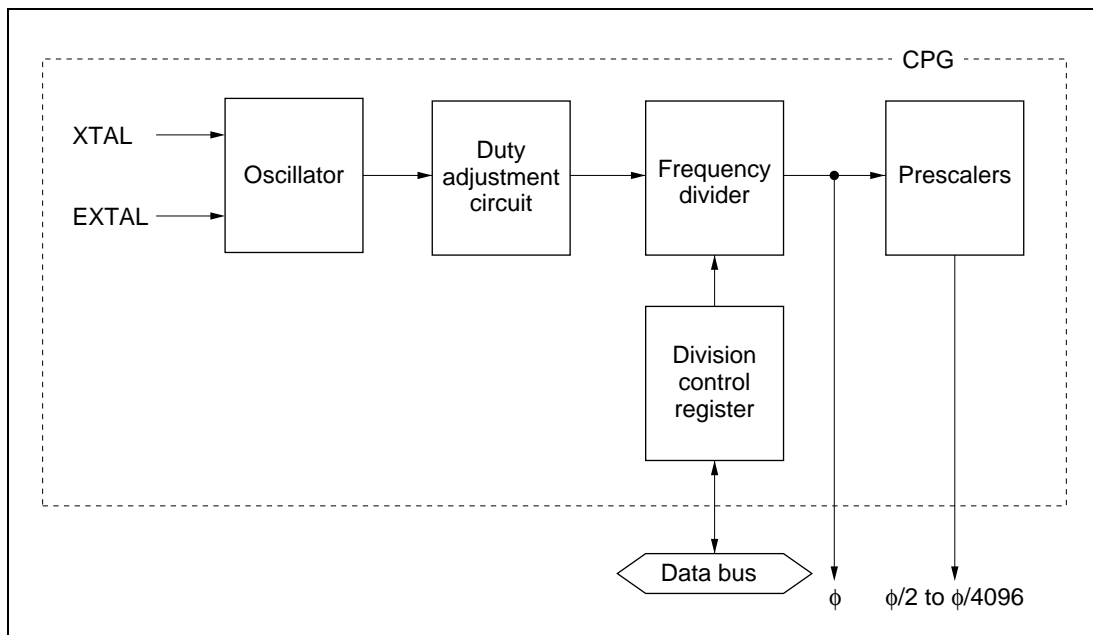 CPG
XTAL
EXTAL
Oscillator
Duty
adjustment
circuit
Frequency
divider
Prescalers
Division
control
register
Data bus
ϕ
ϕ/2 to ϕ/4096